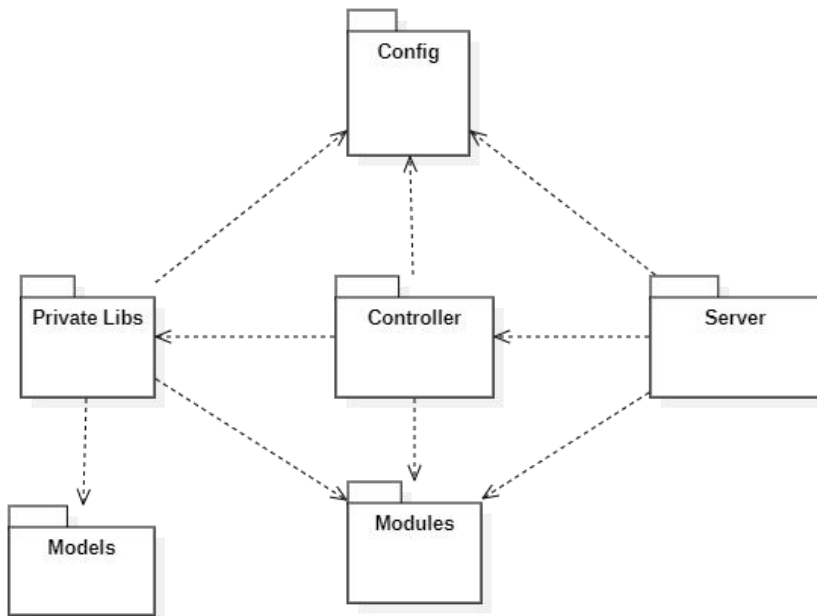 Config
Private Libs
Controller
Server
Models
Modules